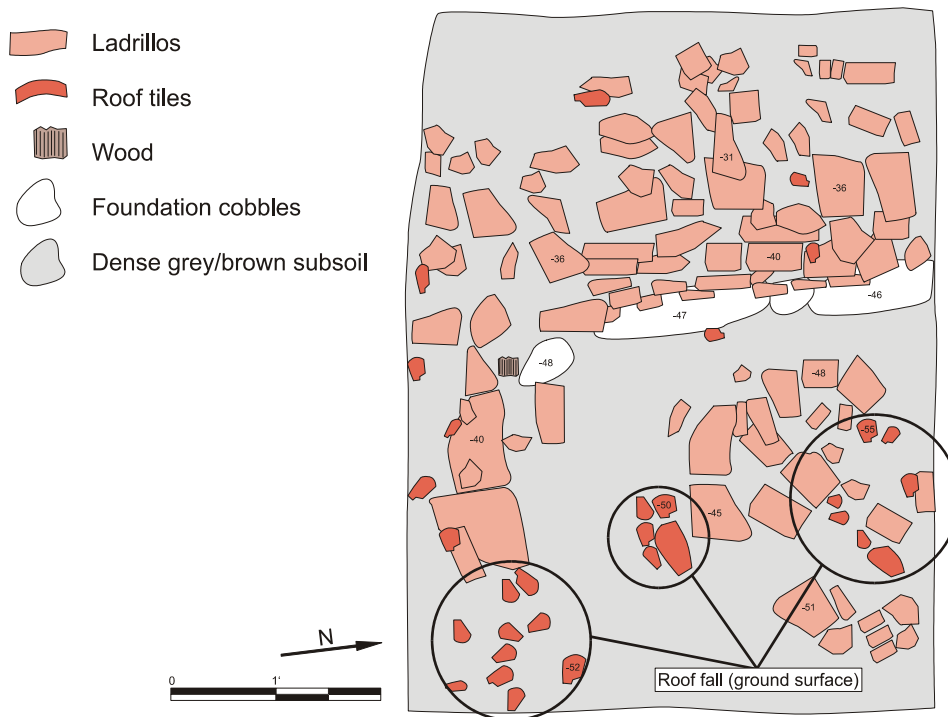 Ladrillos
Roof tiles
Wood
Foundation cobbles
Dense grey/brown subsoil
-31
-36
-36
-40
-46
-47
-48
-48
-40
-55
-50
-45
-51
-52
N
0 1'
Roof fall (ground surface)